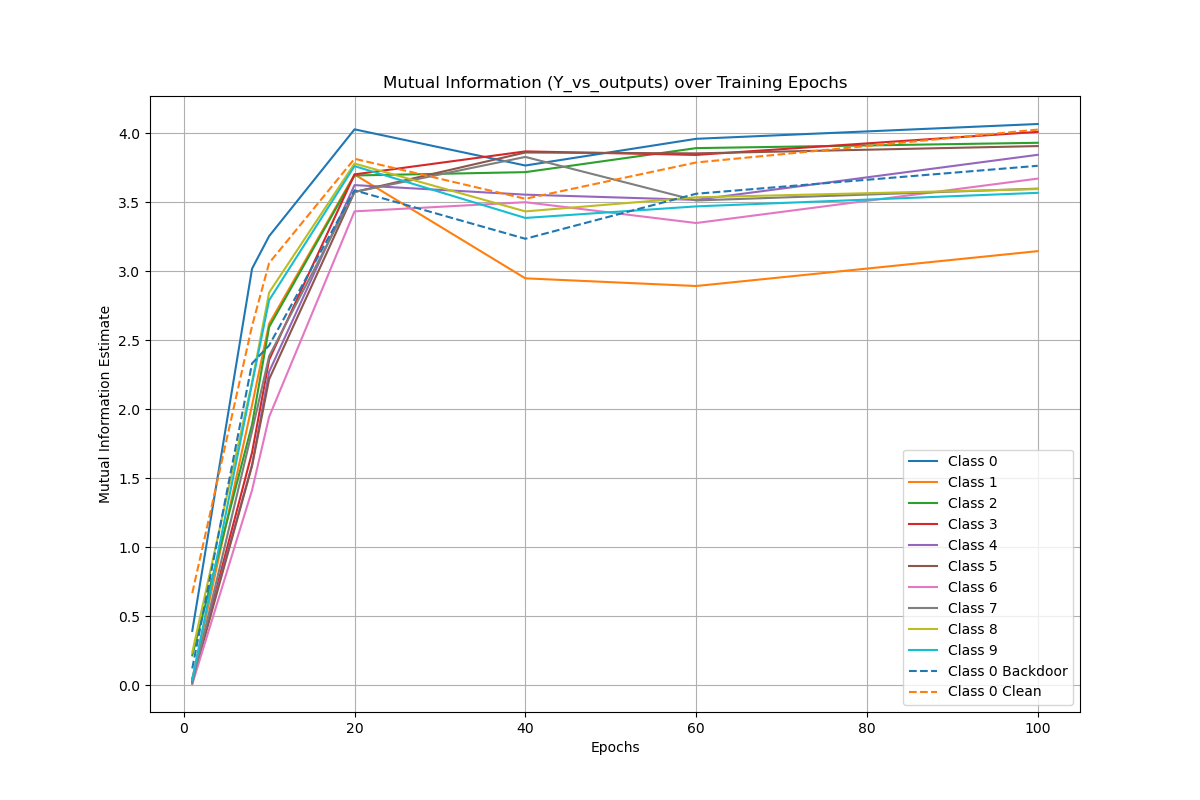 Mutual Information (Y_vs_outputs) over Training Epochs
Mutual Information Estimate
4.0
3.5
3.0
2.5
2.0
1.5
1.0
0.5
0.0
0 20 40 60 80 100
Epochs
Class 0
Class 1
Class 2
Class 3
Class 4
Class 5
Class 6
Class 7
Class 8
Class 9
Class 0 Backdoor
Class 0 Clean